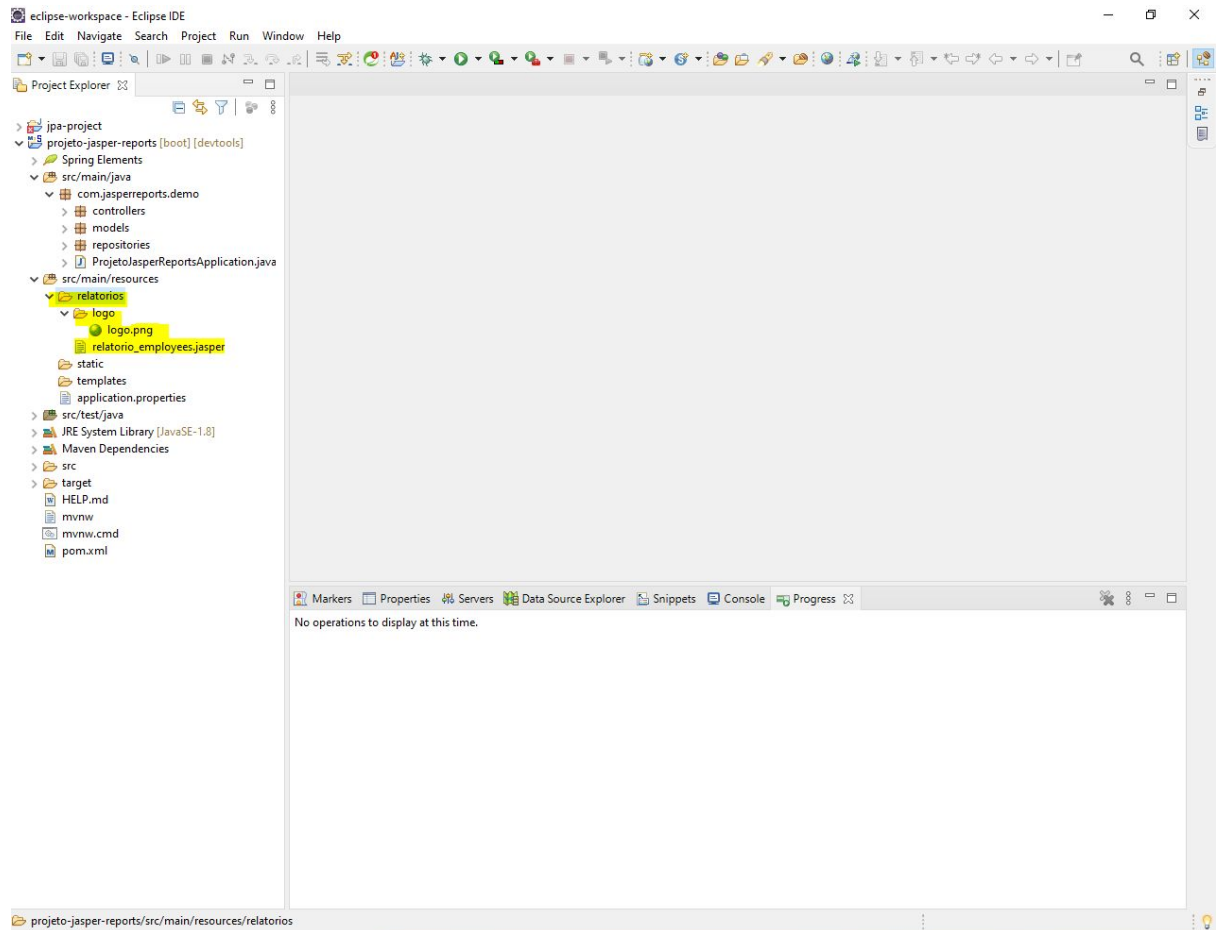 eclipse-workspace - Eclipse IDE
File Edit Navigate Search Project Run Window Help
Project Explorer
jpa-project
projeto-jasper-reports [boot] [devtools]
Spring Elements
src/main/java
com.jasperreports.demo
controllers
models
repositories
ProjetoJasperReportsApplication.java
src/main/resources
relatorios
logo
logo.png
relatorio_employees.jasper
static
templates
application.properties
src/test/java
JRE System Library [JavaSE-1.8]
Maven Dependencies
src
target
HELP.md
mvnw
mvnw.cmd
pom.xml
Markers Properties Servers Data Source Explorer Snippets Console Progress
No operations to display at this time.
projeto-jasper-reports/src/main/resources/relatorios